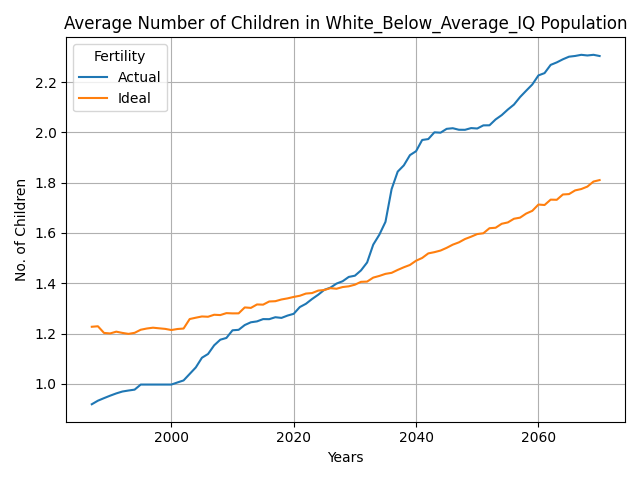 Average Number of Children in White_Below_Average_IQ Population
Fertility
Actual
Ideal
No. of Children
2.2
2.0
1.8
1.6
1.4
1.2
1.0
2000
2020
2040
2060
Years